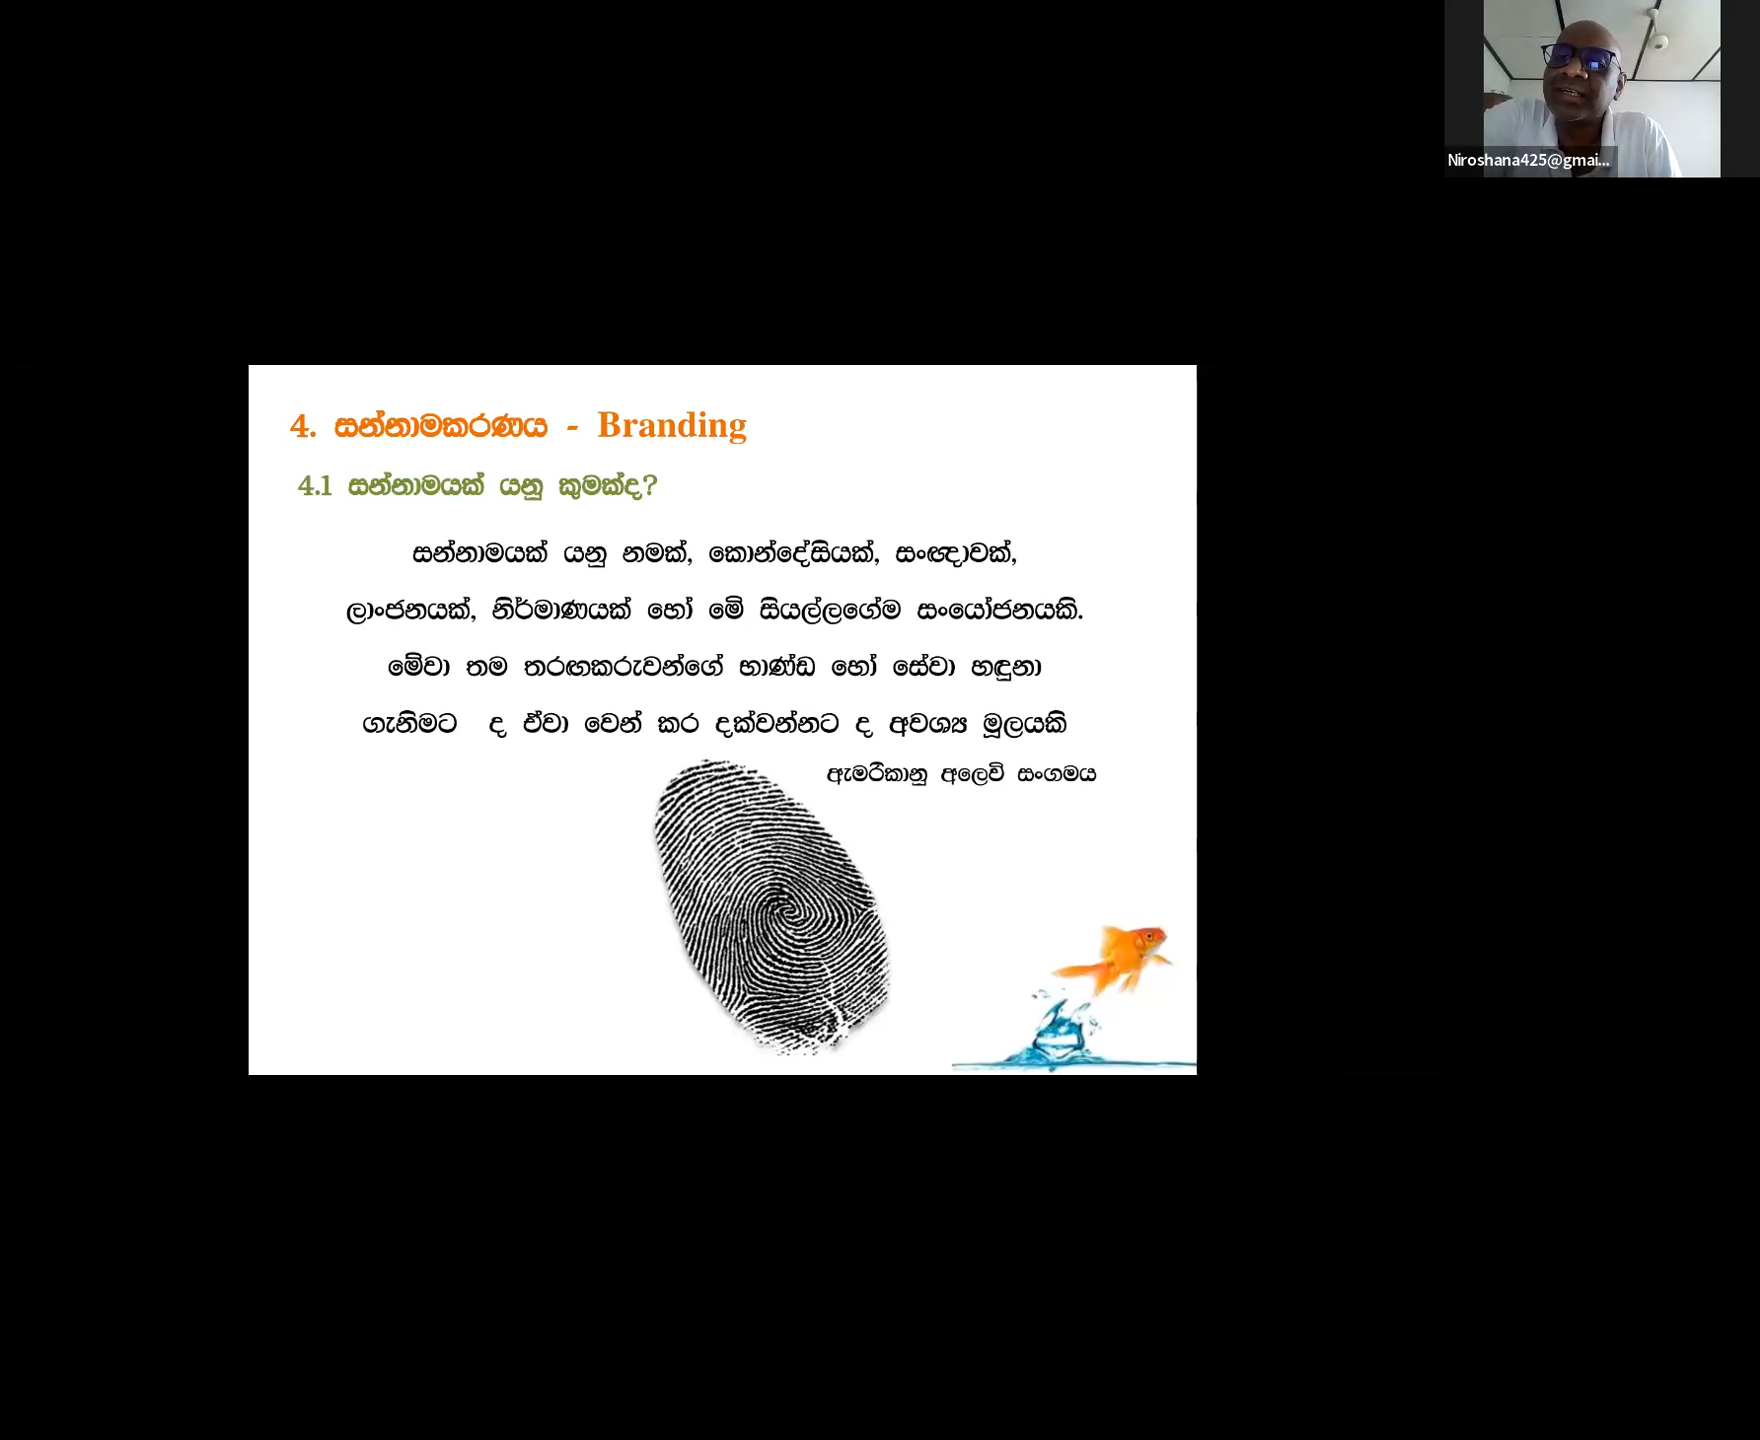 Niroshana425@gmai...
4. සන්නාමකරණය - Branding
4.1 සන්නාමයක් යනු කුමක්ද?
සන්නාමයක් යනු නමක්, කොන්දේසියක්, සංඥාවක්,
ලාංජනයක්, නිර්මාණයක් හෝ මේ සියල්ලගේම සංයෝජනයකි.
මේවා තම තරඟකරුවන්ගේ භාණ්ඩ හෝ සේවා හඳුනා
ගැනිමට ද ඒවා වෙන් කර දක්වන්නට ද අවශ්‍ය මූලයකි
ඇමරිකානු අලෙවි සංගමය